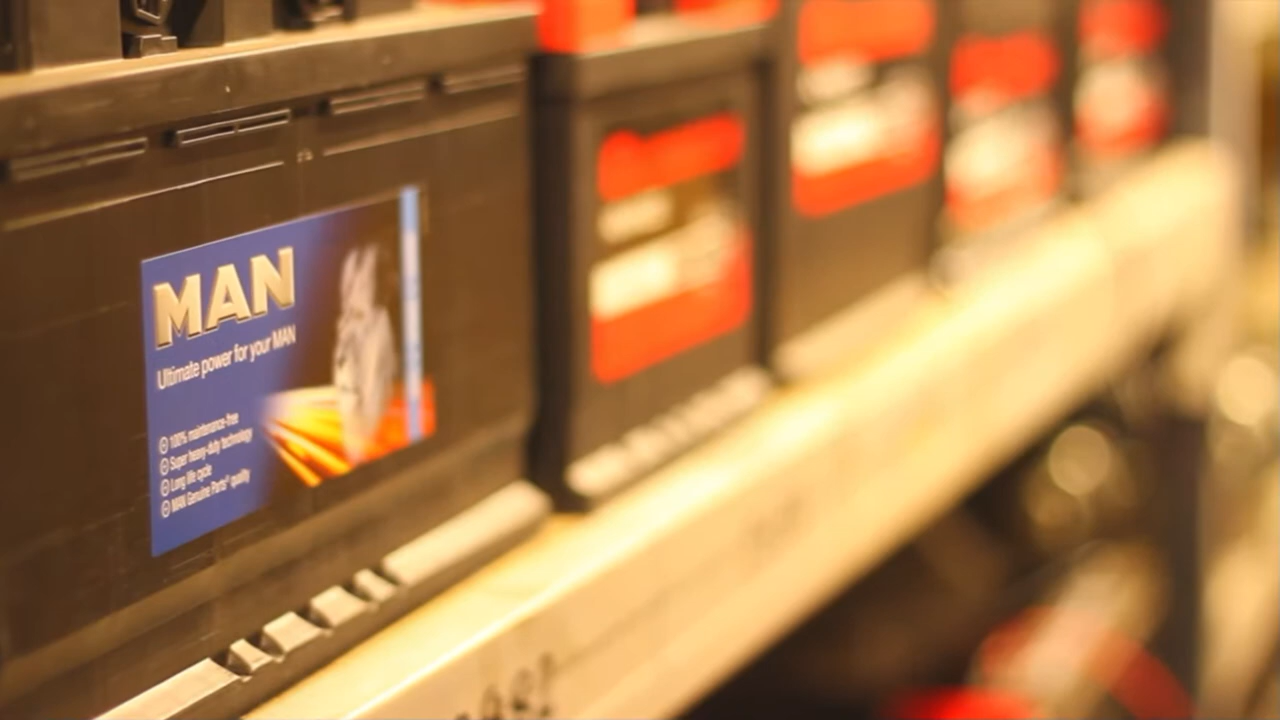 MAN
Ultimate power for your MAN
100% maintenance-free
Super heavy-duty technology
Long life cycle
MAN Genuine Parts® quality